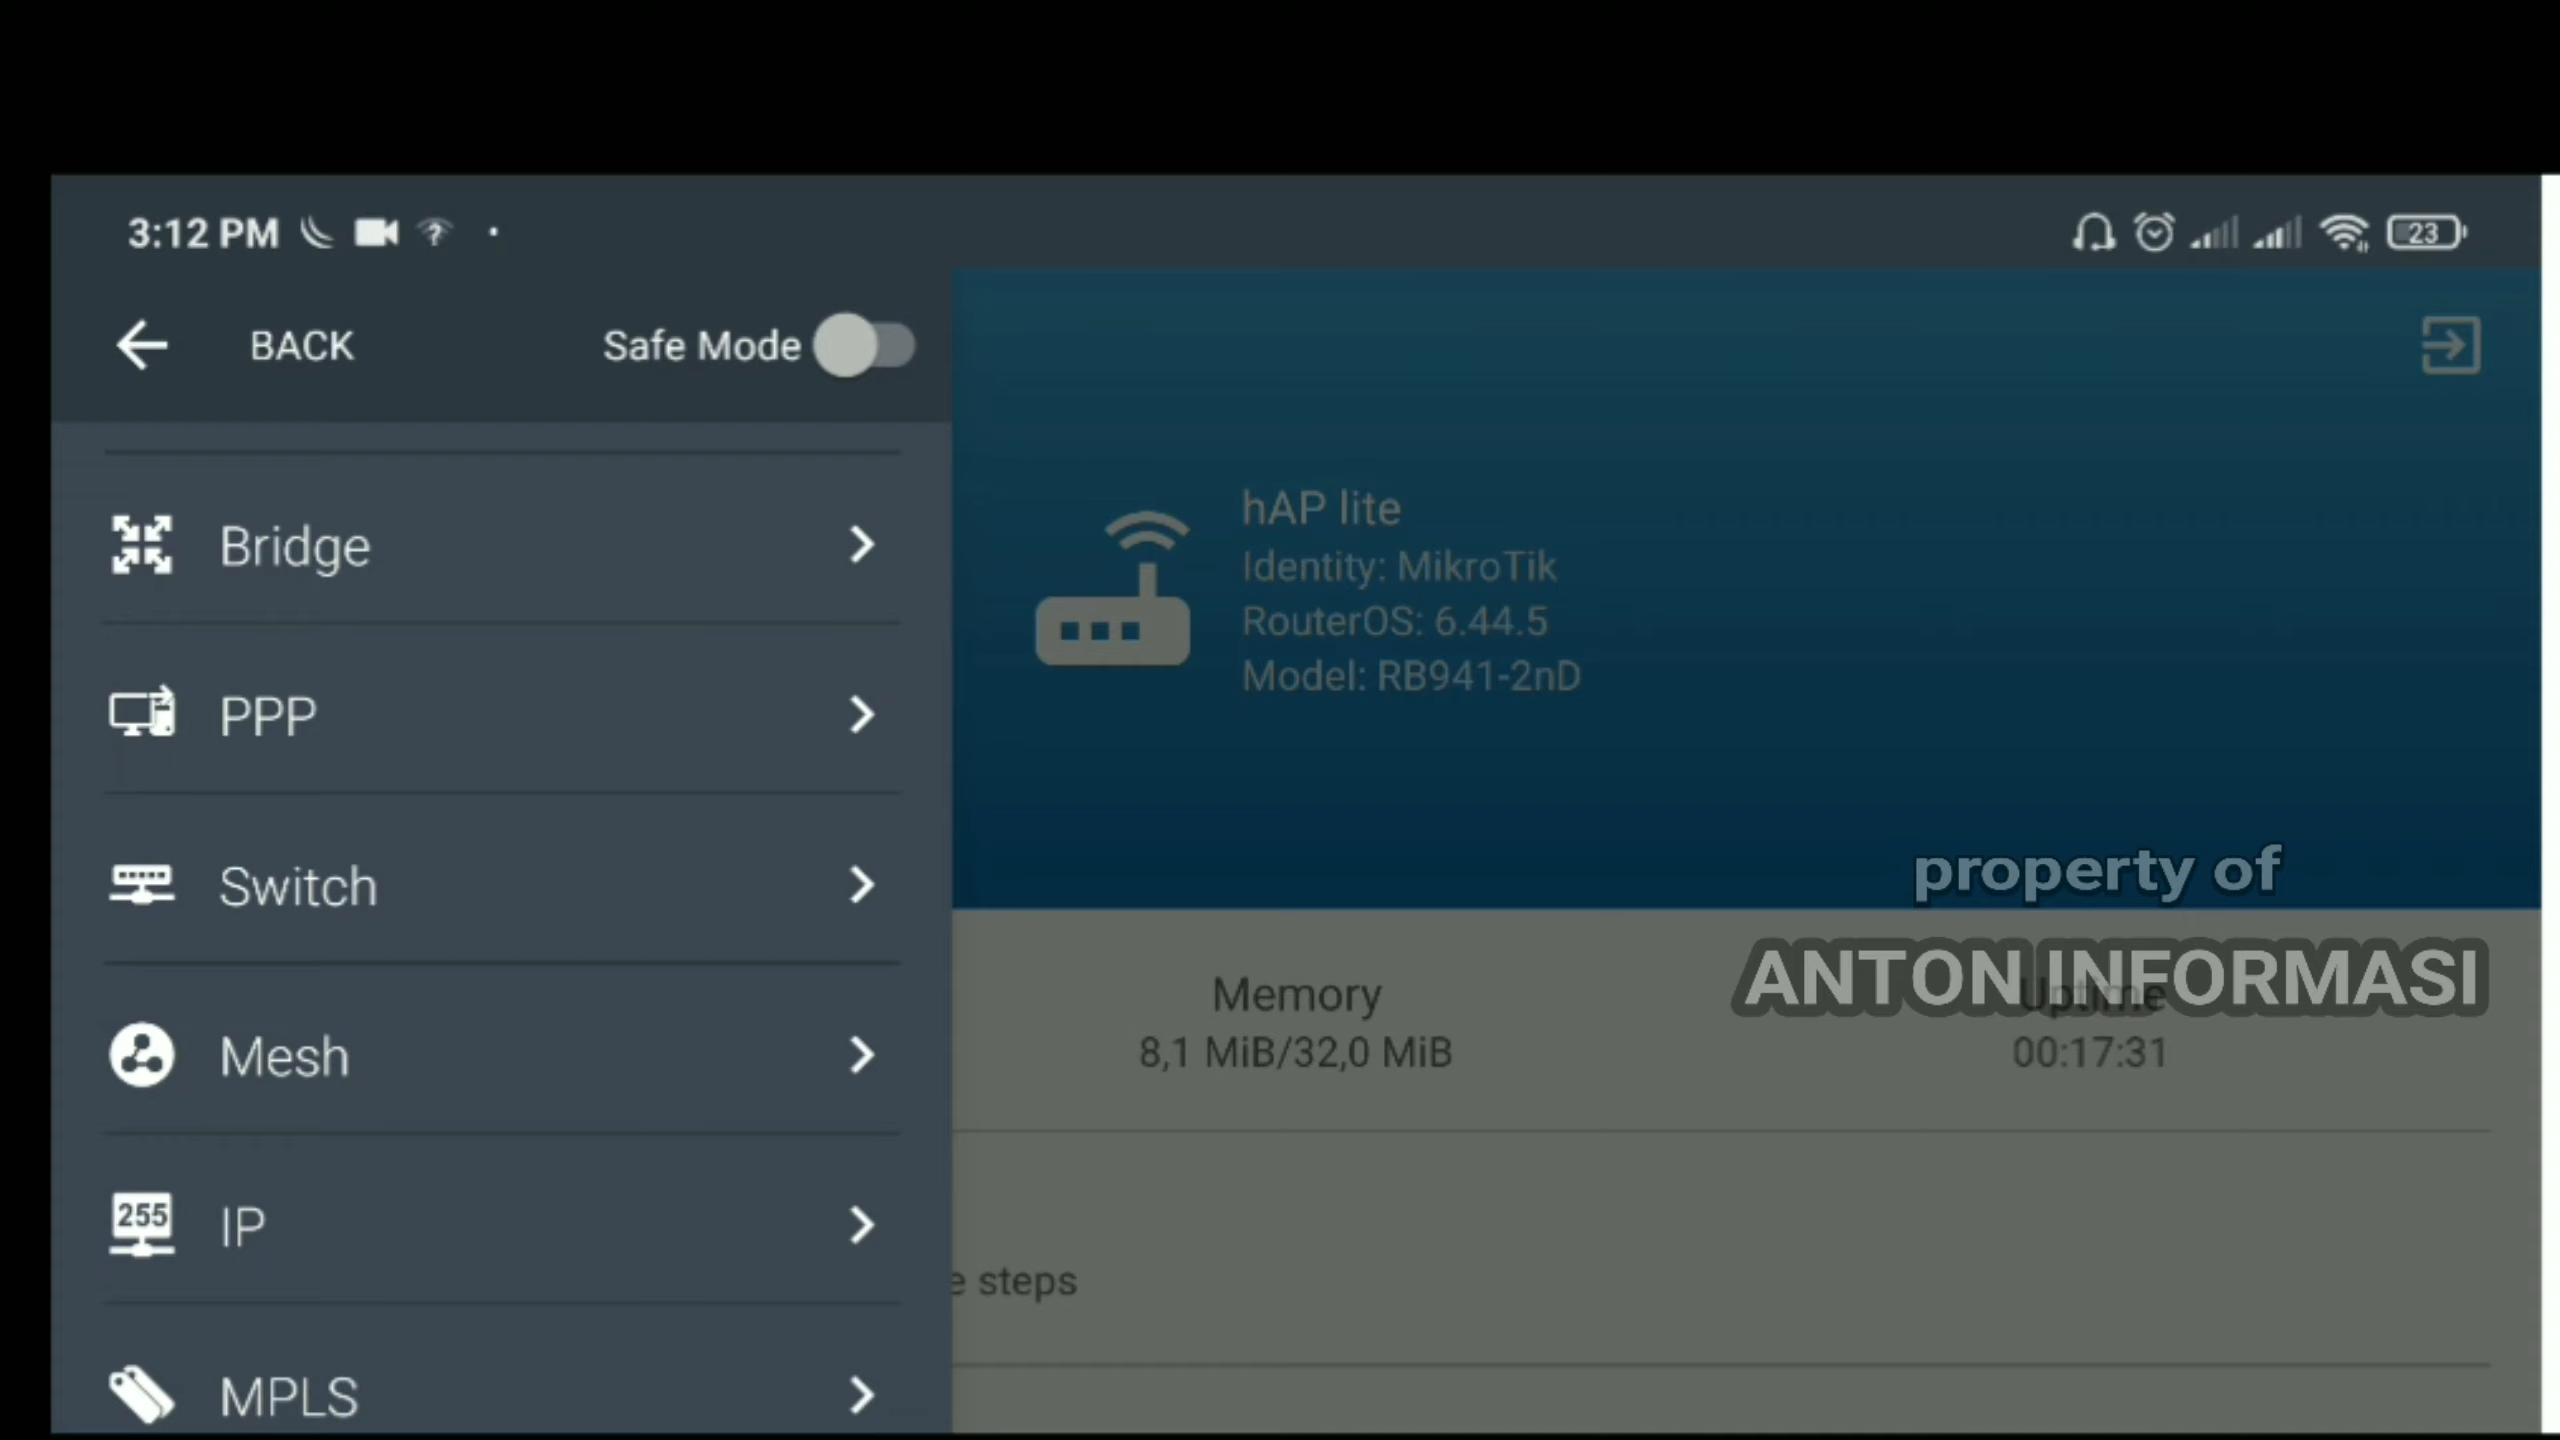 3:12 PM
23
BACK
Safe Mode
Bridge
PPP
Switch
Mesh
255
IP
MPLS
hAP lite
Identity: MikroTik
RouterOS: 6.44.5
Model: RB941-2nD
property of
ANTON INFORMASI
Memory
Uptime
8,1 MiB/32,0 MiB
00:17:31
e steps